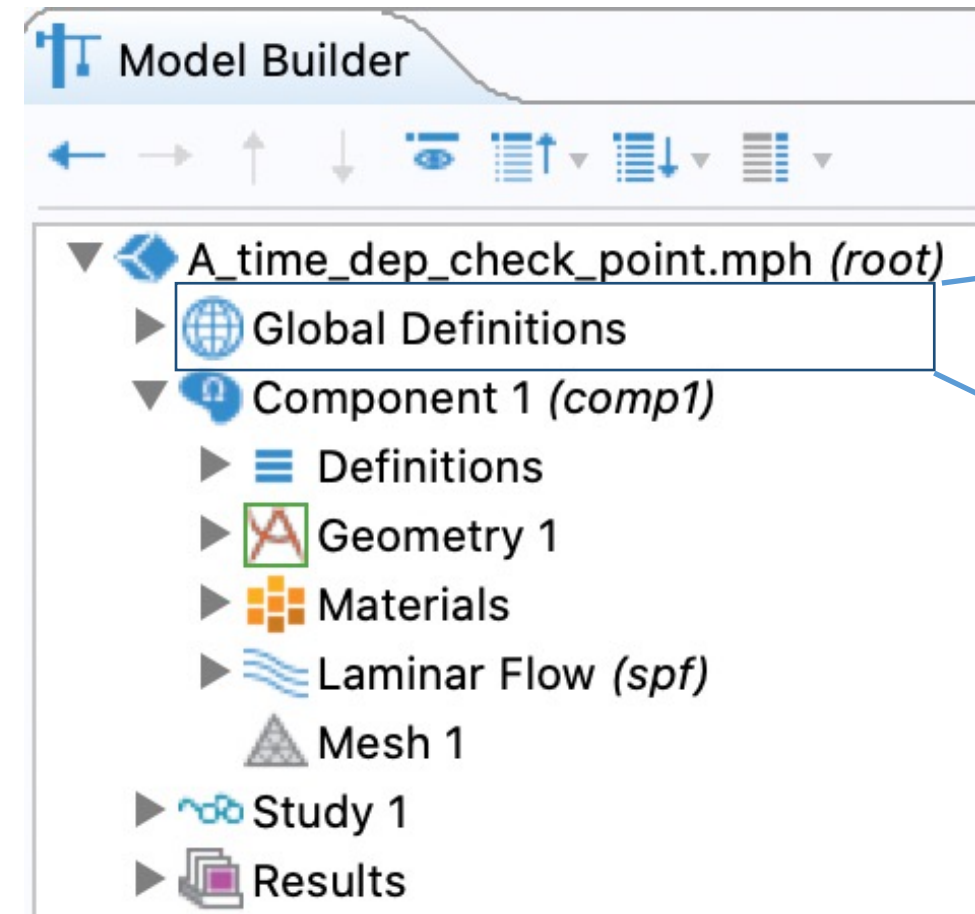 Model Builder
A_time_dep_check_point.mph (root)
Global Definitions
Component 1 (comp1)
Definitions
Geometry 1
Materials
Laminar Flow (spf)
Mesh 1
Study 1
Results